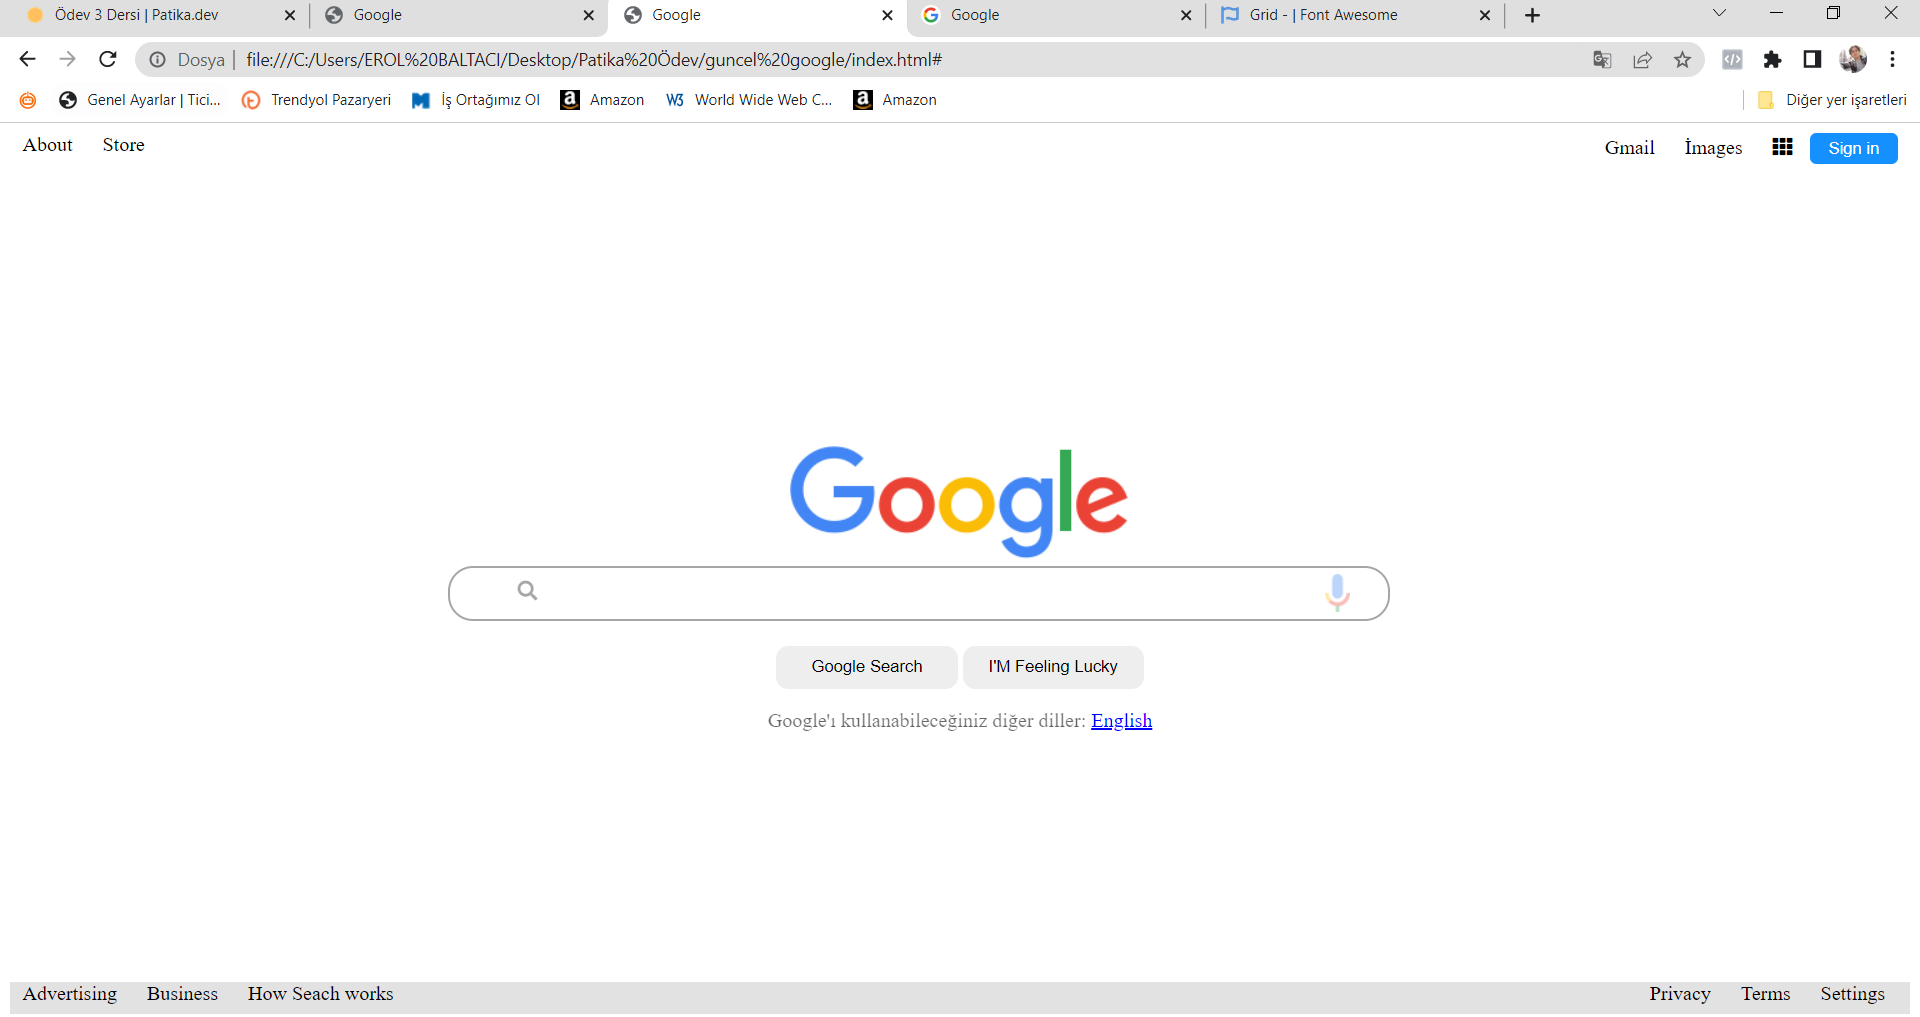 Ödev 3 Dersi | Patika.dev Google Google Google Grid - | Font Awesome
Dosya | file:///C:/Users/EROL%20BALTACI/Desktop/Patika%20Ödev/guncel%20google/index.html#
Genel Ayarlar | Tici... Trendyol Pazaryeri İş Ortağımız Ol Amazon World Wide Web C... Amazon Diğer yer işaretleri
About Store Gmail İmages Sign in
Google
Google Search I'M Feeling Lucky
Google'ı kullanabileceğiniz diğer diller: English
Advertising Business How Seach works Privacy Terms Settings